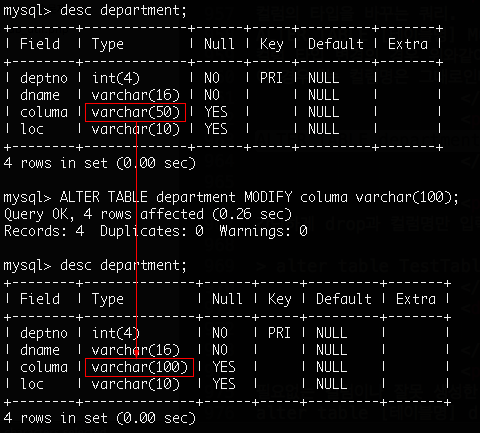 mysql> desc department;
+--------+-------------+------+-----+---------+-------+
| Field  | Type        | Null | Key | Default | Extra |
+--------+-------------+------+-----+---------+-------+
| deptno | int(4)      | NO   | PRI | NULL    |       |
| dname  | varchar(16) | NO   |     | NULL    |       |
| columa | varchar(50) | YES  |     | NULL    |       |
| loc    | varchar(10) | YES  |     | NULL    |       |
+--------+-------------+------+-----+---------+-------+
4 rows in set (0.00 sec)
mysql> ALTER TABLE department MODIFY columa varchar(100);
Query OK, 4 rows affected (0.26 sec)
Records: 4  Duplicates: 0  Warnings: 0
mysql> desc department;
+--------+--------------+------+-----+---------+-------+
| Field  | Type         | Null | Key | Default | Extra |
+--------+--------------+------+-----+---------+-------+
| deptno | int(4)       | NO   | PRI | NULL    |       |
| dname  | varchar(16)  | NO   |     | NULL    |       |
| columa | varchar(100) | YES  |     | NULL    |       |
| loc    | varchar(10)  | YES  |     | NULL    |       |
+--------+--------------+------+-----+---------+-------+
4 rows in set (0.00 sec)